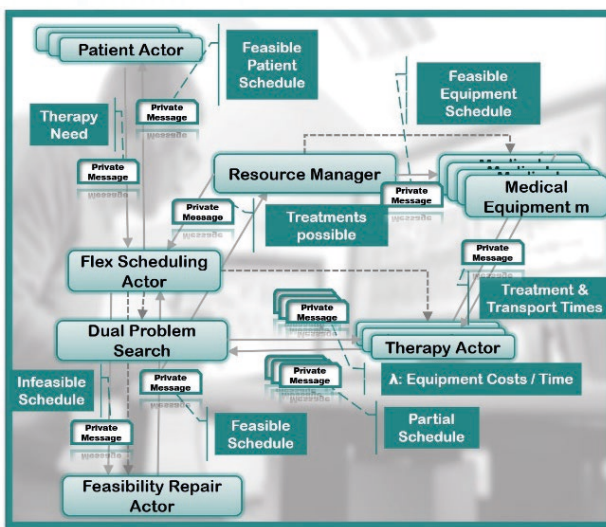 Patient Actor
Feasible
Patient
Schedule
Feasible
Equipment
Schedule
Therapy
Need
Private
Message
Private
Message
Resource Manager
Private
Message
Medical
Medical
Medical
Equipment m
Private
Message
Treatments
possible
Private
Message
Flex Scheduling
Actor
Treatment &
Transport Times
Private
Message
Dual Problem
Search
Therapy Actor
Infeasible
Schedule
Private
Message
Private
Message
λ: Equipment Costs / Time
Private
Message
Feasible
Schedule
Partial
Schedule
Feasibility Repair
Actor